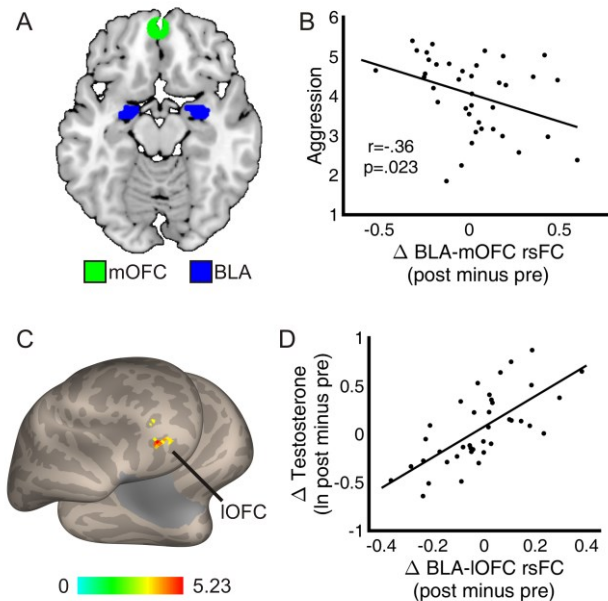 A
mOFC BLA
B
Aggression
6
5
4
3
2
1
r=-.36
p=.023
-0.5 0 0.5
Δ BLA-mOFC rsFC
(post minus pre)
C
lOFC
0 5.23
D
Δ Testosterone
(ln post minus pre)
1
0.5
0
-0.5
-1
-0.4 -0.2 0 0.2 0.4
Δ BLA-lOFC rsFC
(post minus pre)